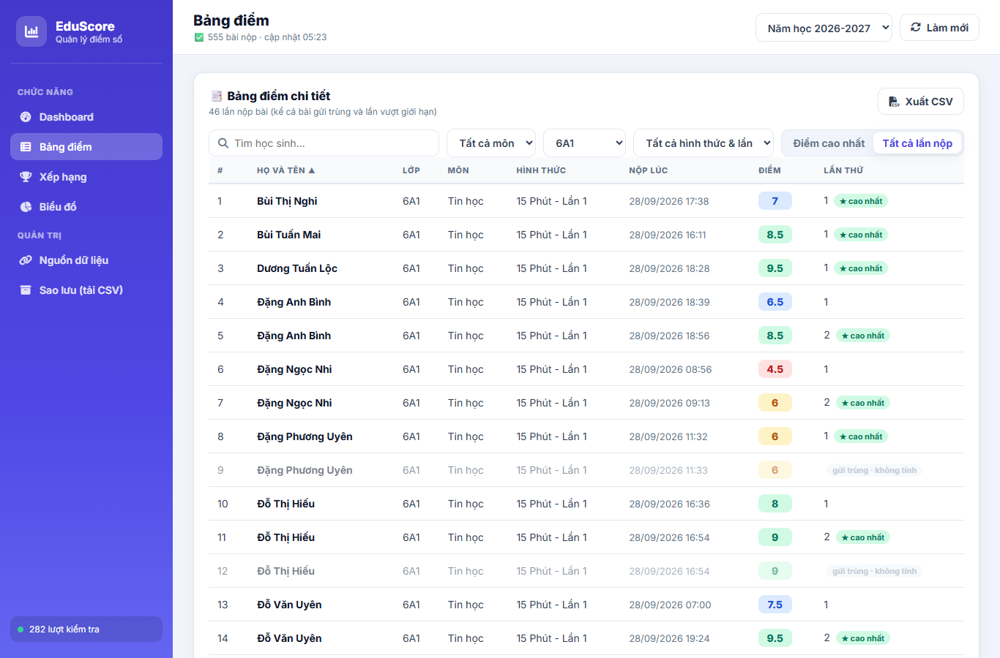 EduScore
Quản lý điểm số
CHỨC NĂNG
Dashboard
Bảng điểm
Xếp hạng
Biểu đồ
QUẢN TRỊ
Nguồn dữ liệu
Sao lưu (tải CSV)
282 lượt kiểm tra
Bảng điểm
✅ 555 bài nộp · cập nhật 05:23
Năm học 2026-2027
Làm mới
Bảng điểm chi tiết
46 lần nộp bài (kể cả bài gửi trùng và lần vượt giới hạn)
Xuất CSV
Tìm học sinh...
Tất cả môn
6A1
Tất cả hình thức & lần
Điểm cao nhất
Tất cả lần nộp
# HỌ VÀ TÊN ▲ LỚP MÔN HÌNH THỨC NỘP LÚC ĐIỂM LẦN THỨ
1 Bùi Thị Nghi 6A1 Tin học 15 Phút - Lần 1 28/09/2026 17:38 7 1 ★ cao nhất
2 Bùi Tuấn Mai 6A1 Tin học 15 Phút - Lần 1 28/09/2026 16:11 8.5 1 ★ cao nhất
3 Dương Tuấn Lộc 6A1 Tin học 15 Phút - Lần 1 28/09/2026 18:28 9.5 1 ★ cao nhất
4 Đặng Anh Bình 6A1 Tin học 15 Phút - Lần 1 28/09/2026 18:39 6.5 1
5 Đặng Anh Bình 6A1 Tin học 15 Phút - Lần 1 28/09/2026 18:56 8.5 2 ★ cao nhất
6 Đặng Ngọc Nhi 6A1 Tin học 15 Phút - Lần 1 28/09/2026 08:56 4.5 1
7 Đặng Ngọc Nhi 6A1 Tin học 15 Phút - Lần 1 28/09/2026 09:13 6 2 ★ cao nhất
8 Đặng Phương Uyên 6A1 Tin học 15 Phút - Lần 1 28/09/2026 11:32 6 1 ★ cao nhất
9 Đặng Phương Uyên 6A1 Tin học 15 Phút - Lần 1 28/09/2026 11:33 6 gửi trùng · không tính
10 Đỗ Thị Hiếu 6A1 Tin học 15 Phút - Lần 1 28/09/2026 16:36 8 1
11 Đỗ Thị Hiếu 6A1 Tin học 15 Phút - Lần 1 28/09/2026 16:54 9 2 ★ cao nhất
12 Đỗ Thị Hiếu 6A1 Tin học 15 Phút - Lần 1 28/09/2026 16:54 9 gửi trùng · không tính
13 Đỗ Văn Uyên 6A1 Tin học 15 Phút - Lần 1 28/09/2026 07:00 7.5 1
14 Đỗ Văn Uyên 6A1 Tin học 15 Phút - Lần 1 28/09/2026 19:24 9.5 2 ★ cao nhất